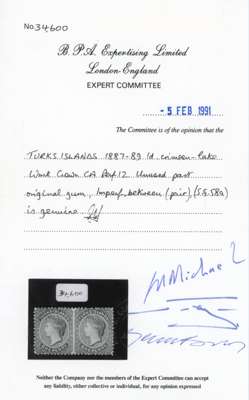 No. 34600
B. P. A. Expertising Limited
London-England
EXPERT COMMITTEE
- 5 FEB 1991
The Committee is of the opinion that the
TURKS ISLANDS 1887-89 1d. crimson-lake
Wmk Crown CA Perf.12. Unused part
original gum, Imperf. between (pair), (S.G. 58a)
is genuine
34600
Neither the Company nor the members of the Expert Committee can accept
any liability, either collective or individual, for any opinion expressed